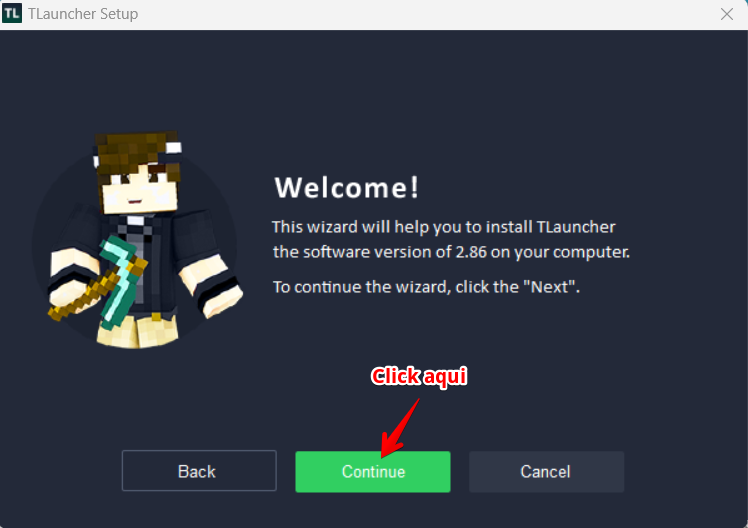 TL TLauncher Setup
Welcome!
This wizard will help you to install TLauncher
the software version of 2.86 on your computer.
To continue the wizard, click the "Next".
Click aqui
Back Continue Cancel